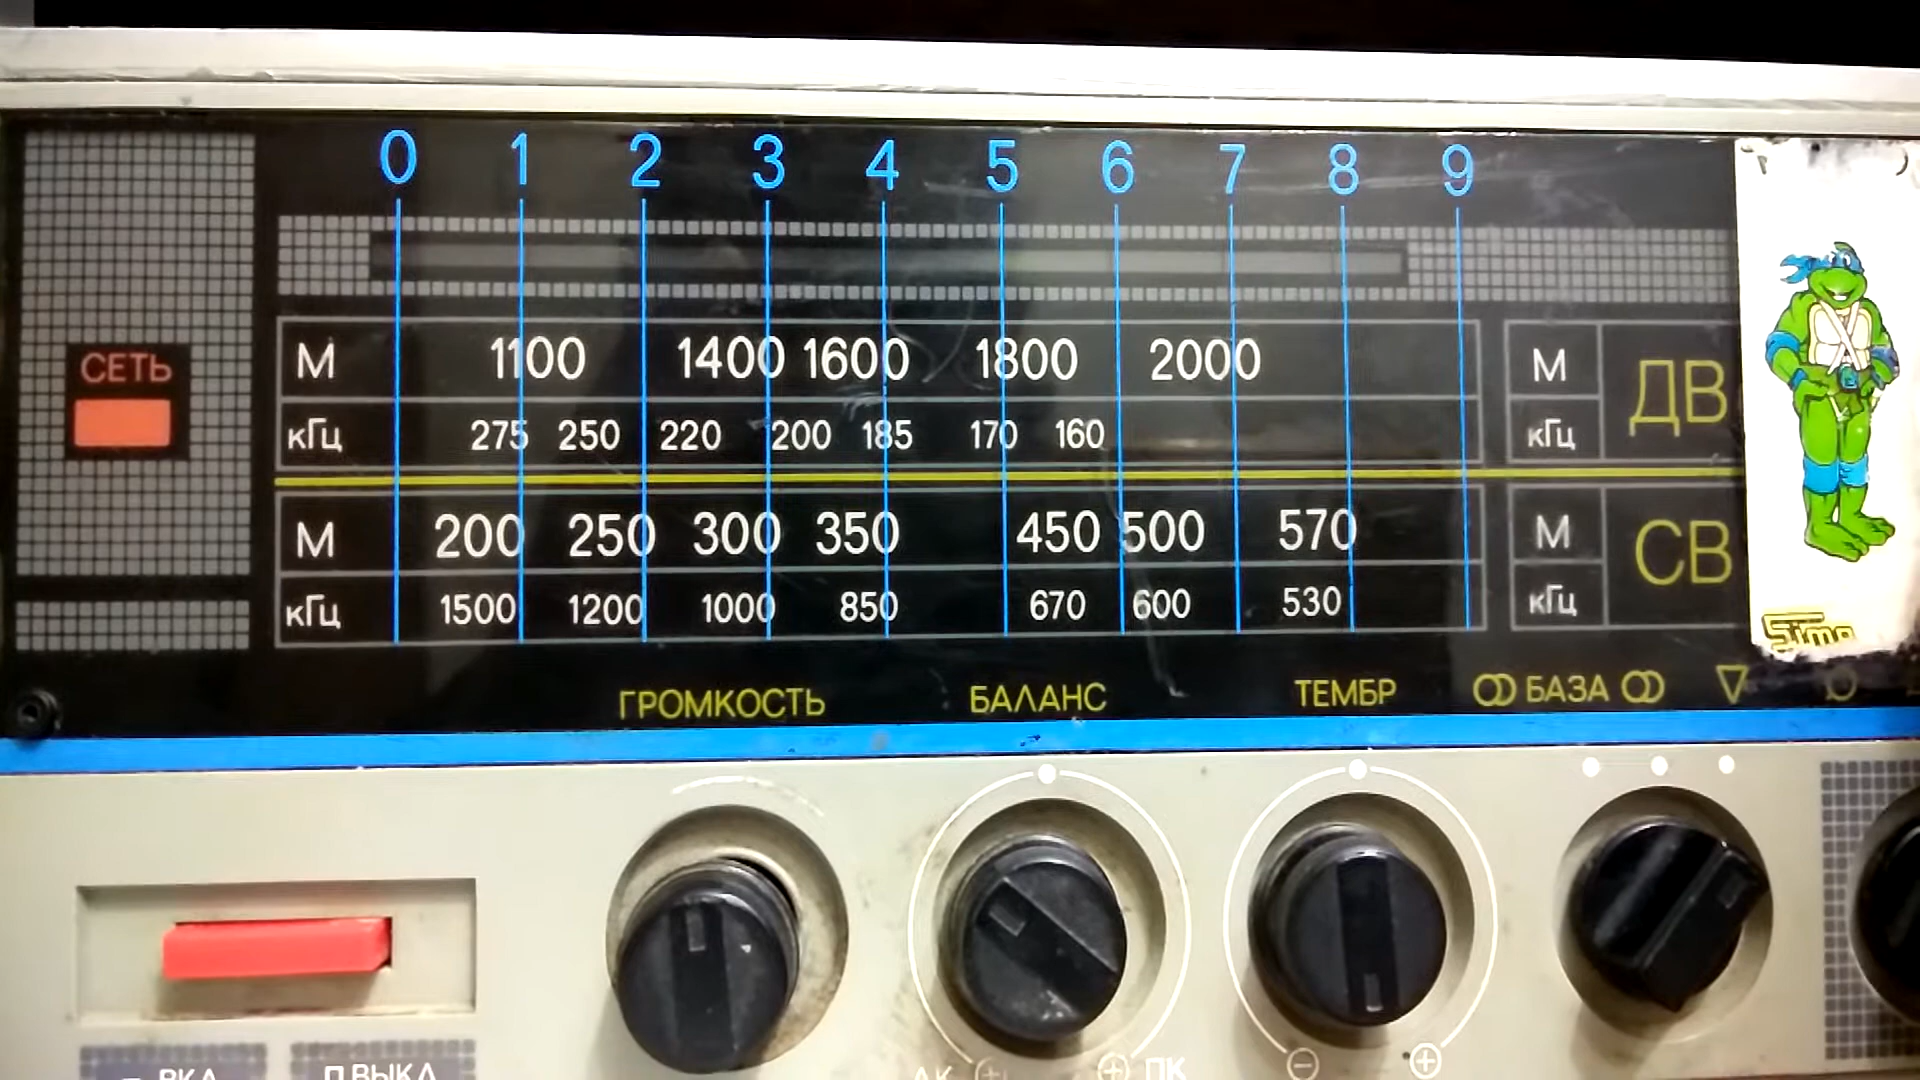 0 1 2 3 4 5 6 7 8 9
М 1100 1400 1600 1800 2000 М ДВ
СЕТЬ
кГц 275 250 220 200 185 170 160 кГц
М 200 250 300 350 450 500 570 М СВ
кГц 1500 1200 1000 850 670 600 530 кГц
ГРОМКОСТЬ БАЛАНС ТЕМБР БАЗА
ВКЛ ВЫКЛ ПК